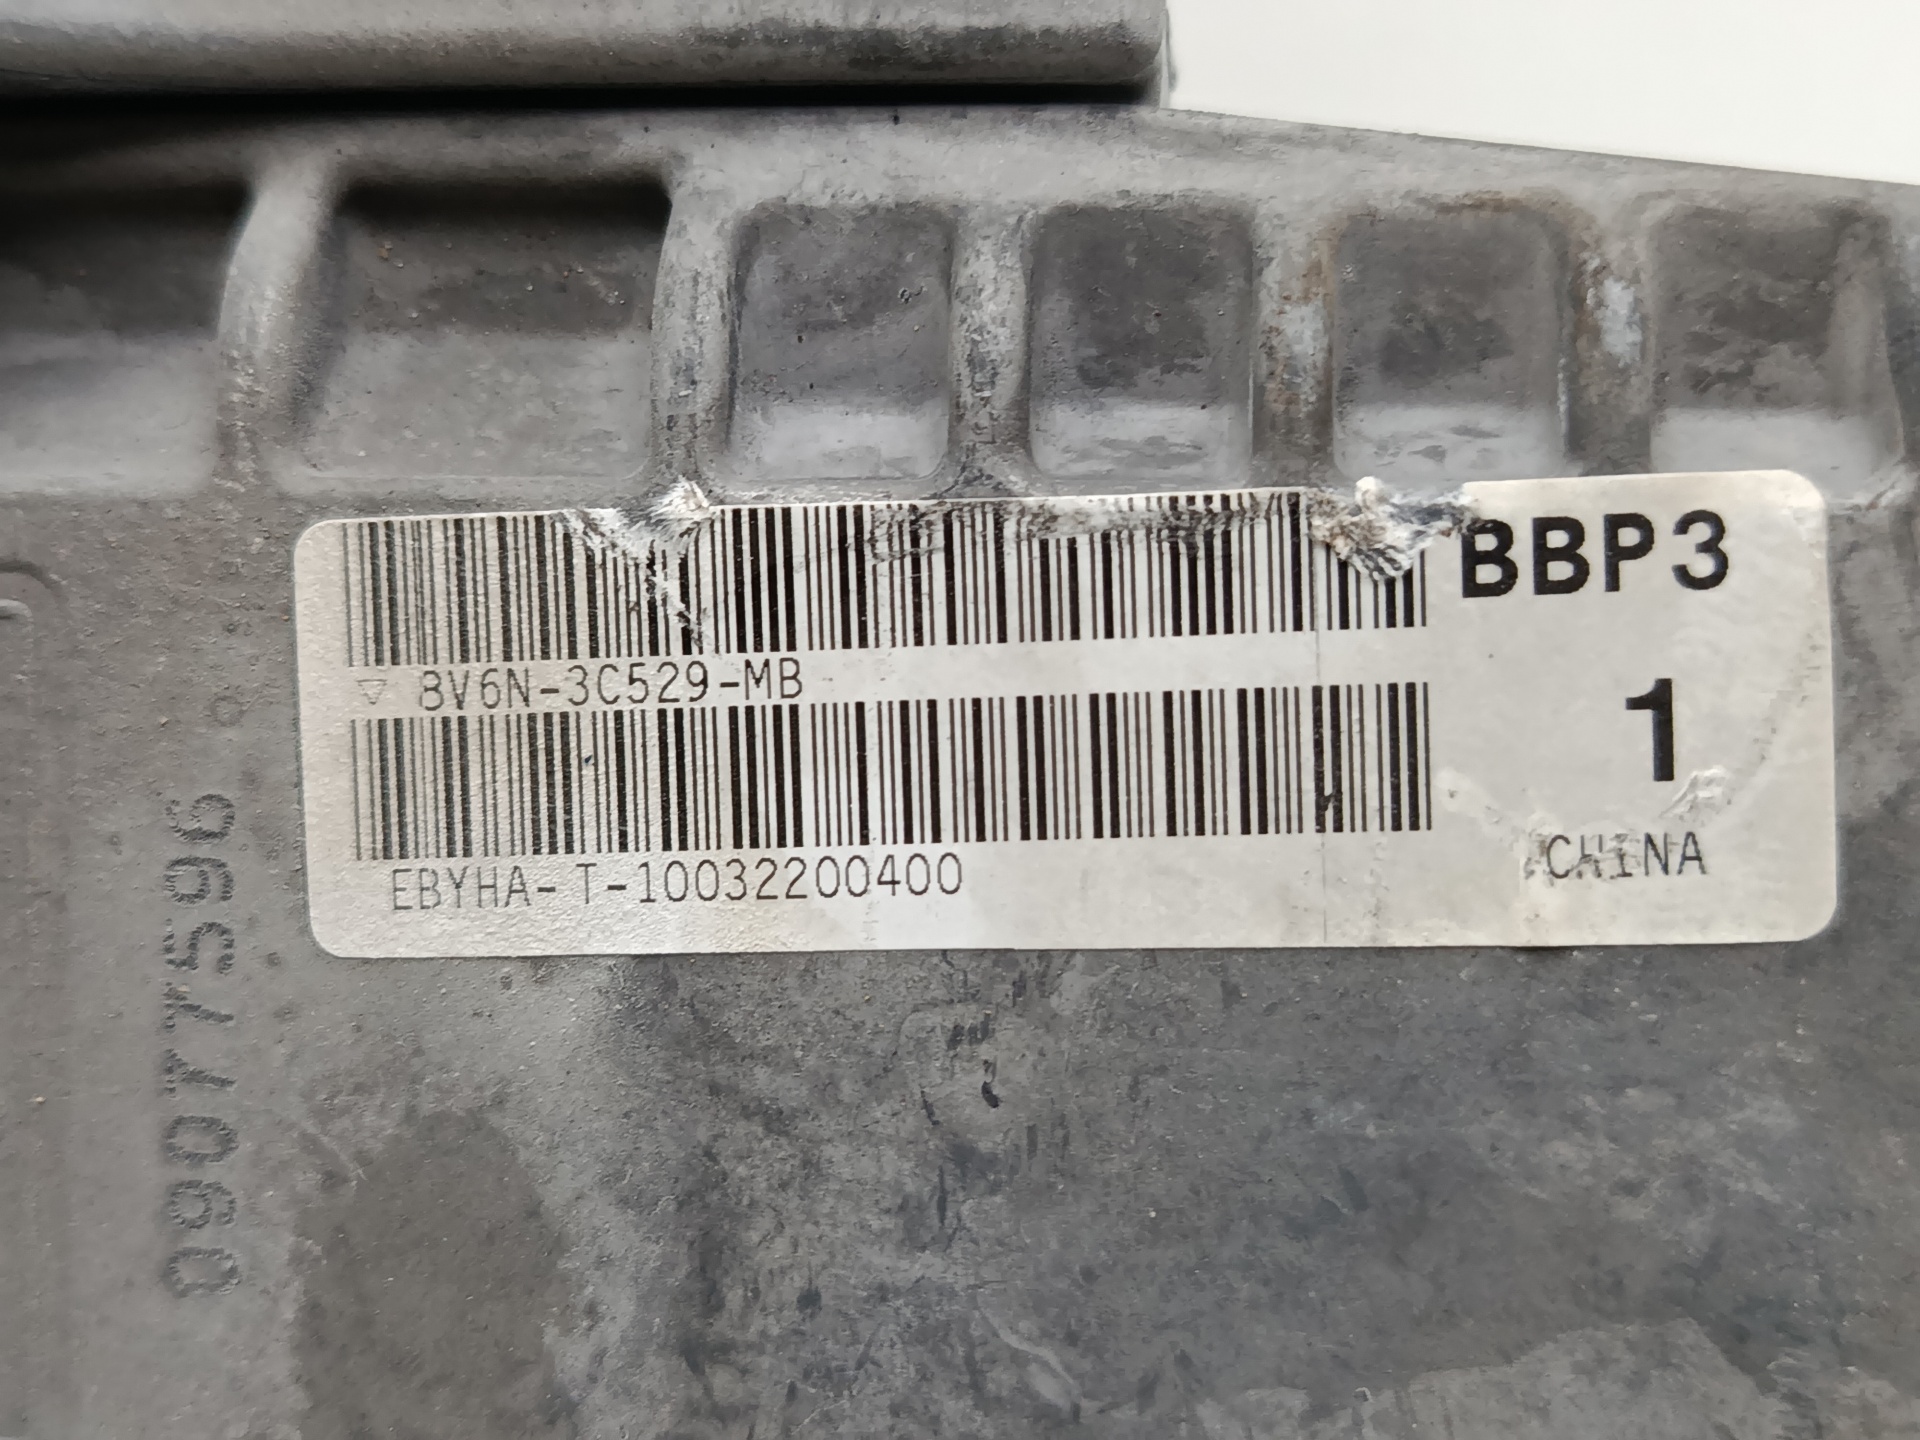 BBP3
▽ 8V6N-3C529-MB
1
EBYHA- T-10032200400
CHINA
09077596